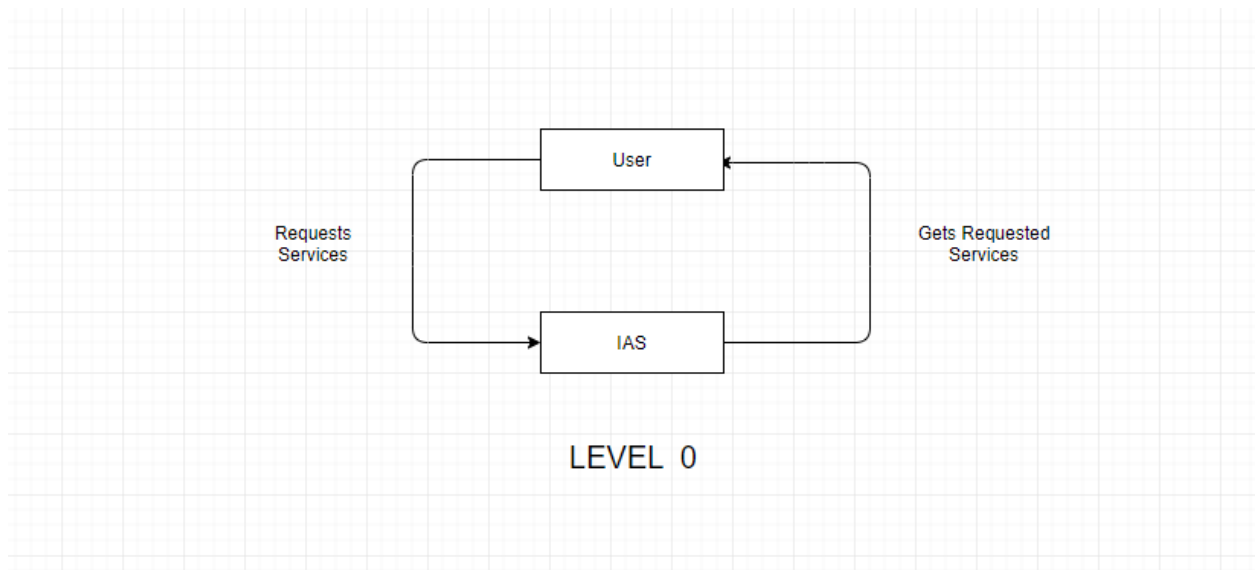 User
Requests
Services
Gets Requested
Services
IAS
LEVEL 0